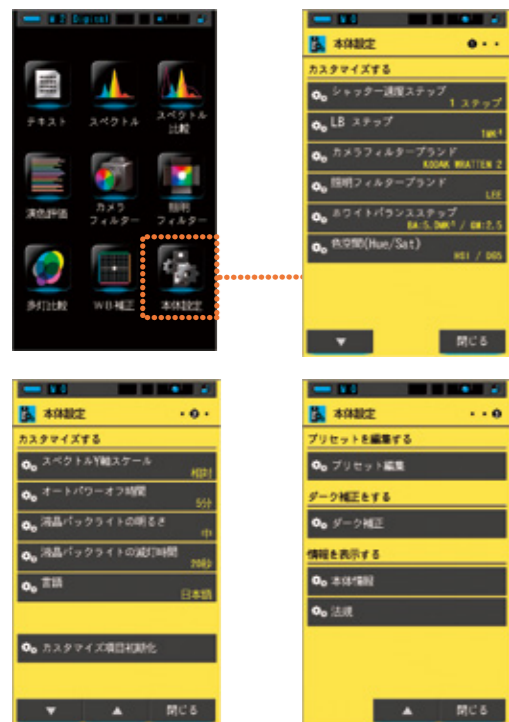 テキスト
スペクトル
スペクトル
比較
演色評価
カメラ
フィルター
照明
フィルター
多灯比較
WB補正
本体設定
本体設定
カスタマイズする
シャッター速度ステップ
1 ステップ
LB ステップ
1MK⁻¹
カメラフィルターブランド
KODAK WRATTEN 2
照明フィルターブランド
LEE
ホワイトバランスステップ
色空間(Hue/Sat)
HSI / D65
▼
閉じる
本体設定
カスタマイズする
スペクトルY軸スケール
相対
オートパワーオフ時間
5分
液晶バックライトの明るさ
中
液晶バックライトの減灯時間
20秒
言語
日本語
カスタマイズ項目初期化
▼ ▲ 閉じる
本体設定
プリセットを編集する
プリセット編集
ダーク補正をする
ダーク補正
情報を表示する
本体情報
法規
▲ 閉じる